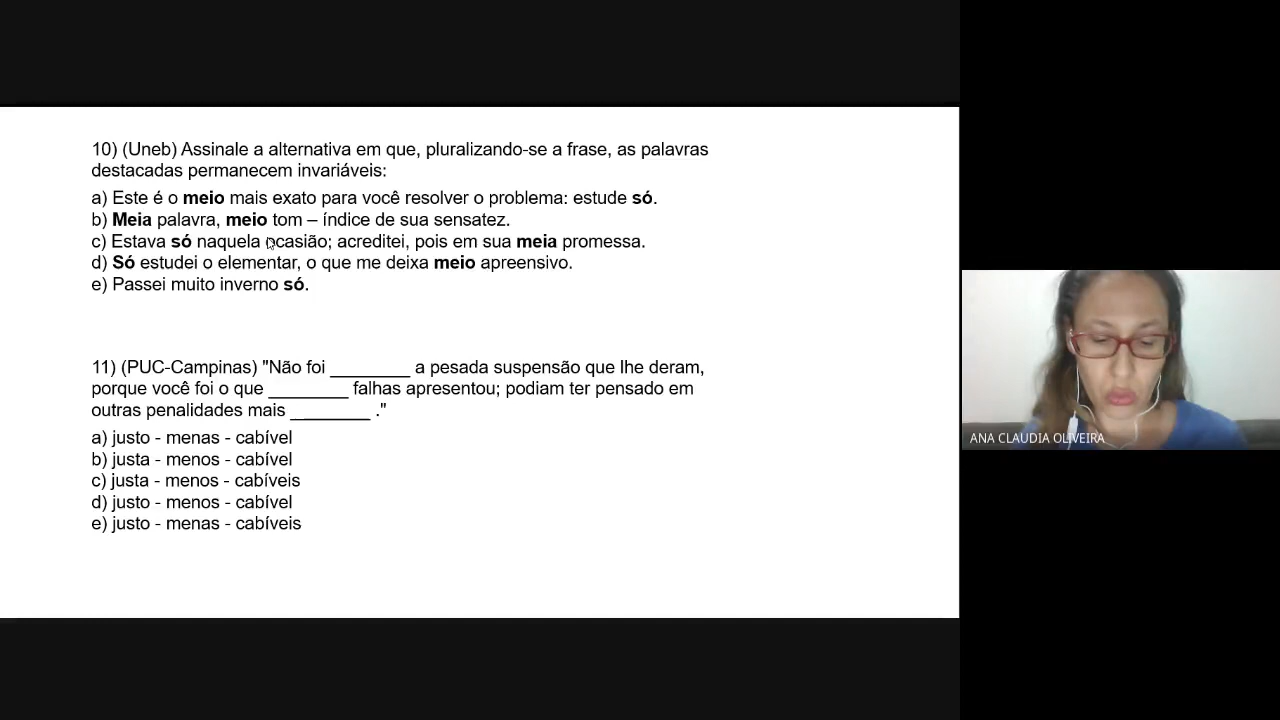 10) (Uneb) Assinale a alternativa em que, pluralizando-se a frase, as palavras
destacadas permanecem invariáveis:
a) Este é o meio mais exato para você resolver o problema: estude só.
b) Meia palavra, meio tom – índice de sua sensatez.
c) Estava só naquela ocasião; acreditei, pois em sua meia promessa.
d) Só estudei o elementar, o que me deixa meio apreensivo.
e) Passei muito inverno só.
11) (PUC-Campinas) "Não foi ________ a pesada suspensão que lhe deram,
porque você foi o que ________ falhas apresentou; podiam ter pensado em
outras penalidades mais ________ ."
a) justo - menas - cabível
b) justa - menos - cabível
c) justa - menos - cabíveis
d) justo - menos - cabível
e) justo - menas - cabíveis
ANA CLAUDIA OLIVEIRA